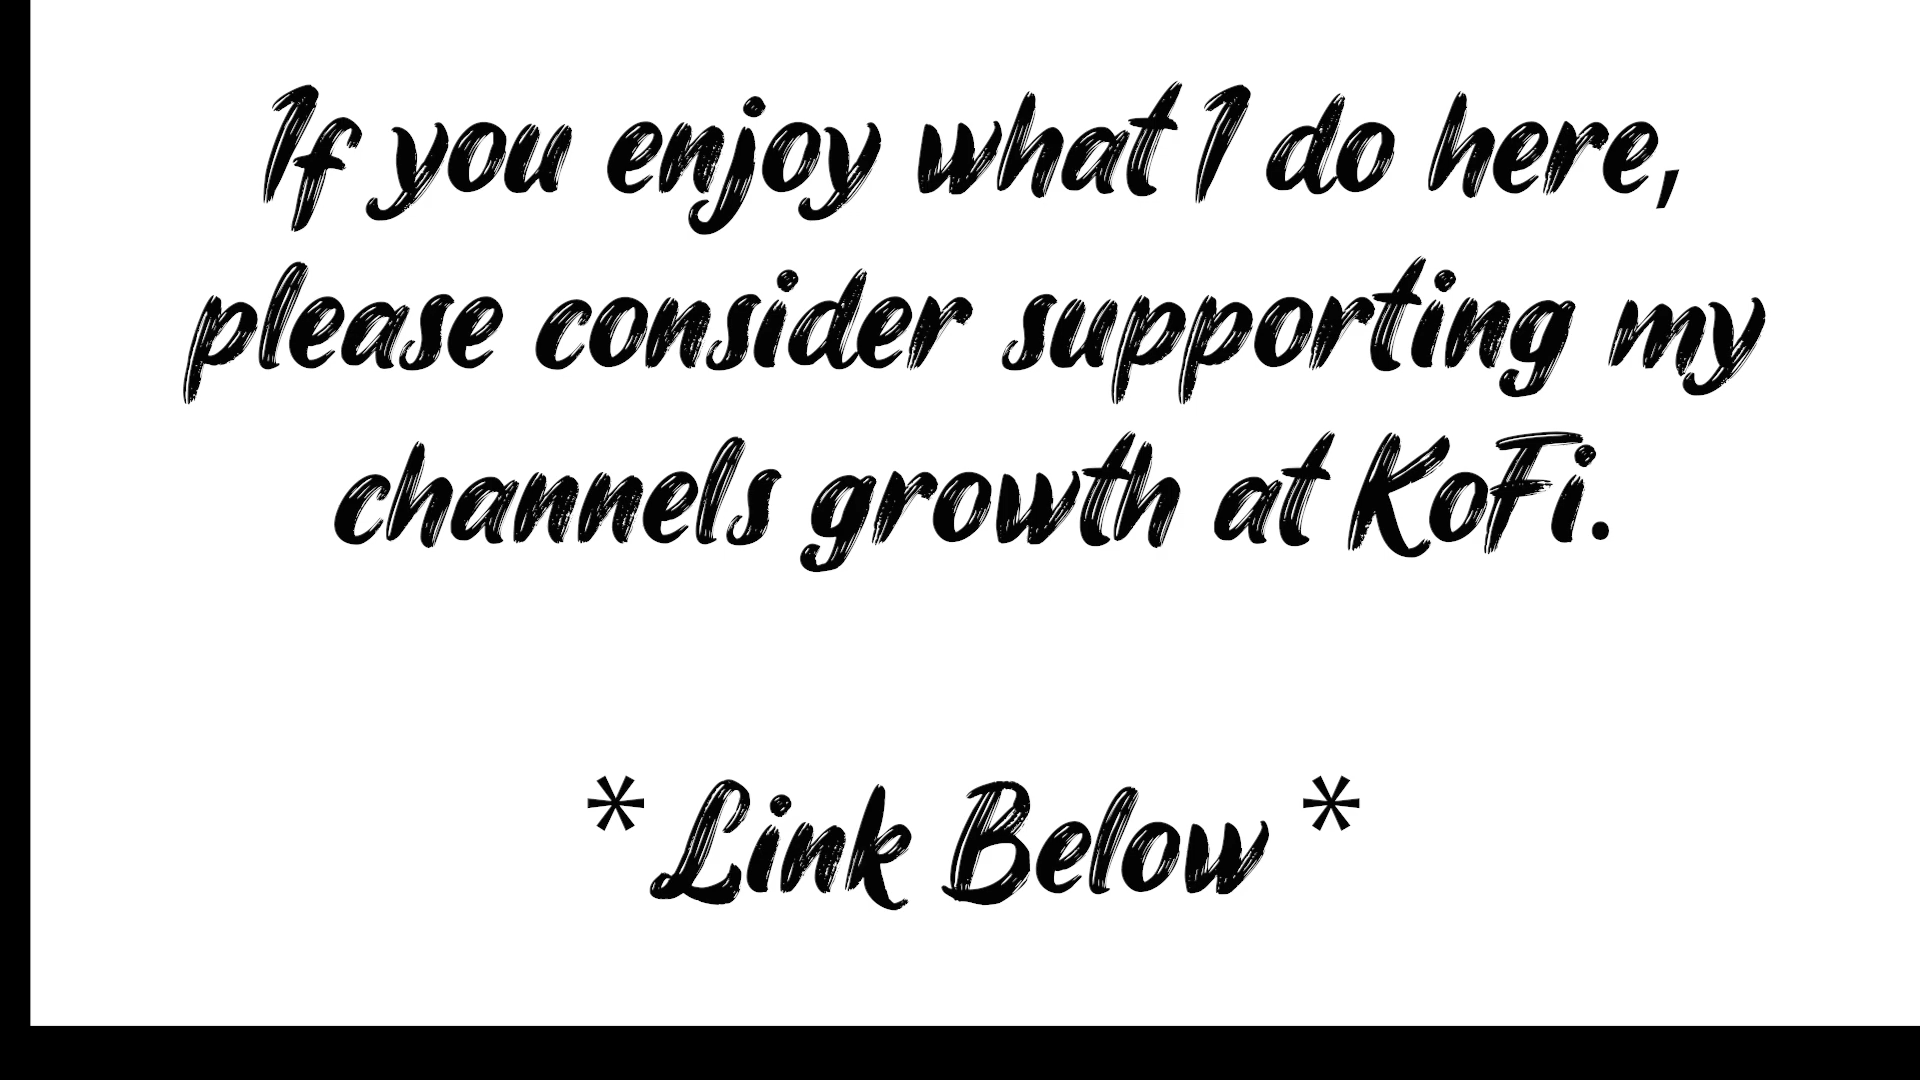 If you enjoy what I do here,
please consider supporting my
channels growth at KoFi.
*Link Below *